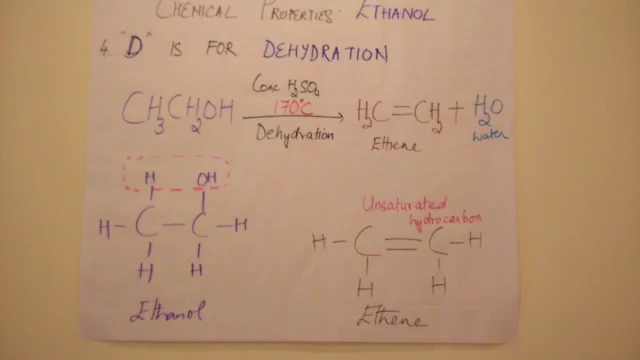 CHEMICAL PROPERTIES: ETHANOL
4. "D" IS FOR DEHYDRATION
CH3CH2OH Conc. H2SO4 170°C Dehydration H2C=CH2 + H2O
Ethene water
H OH
H-C-C-H
H H
Ethanol
Unsaturated
hydrocarbon
H-C=C-H
H H
Ethene